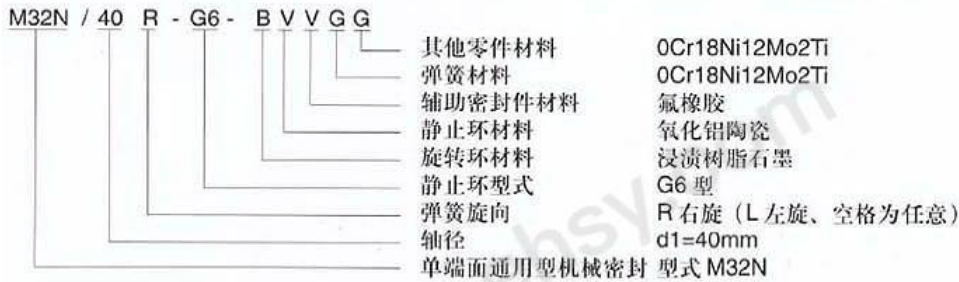 M32N / 40 R - G6 - B V V G G
其他零件材料 0Cr18Ni12Mo2Ti
弹簧材料 0Cr18Ni12Mo2Ti
辅助密封件材料 氟橡胶
静止环材料 氧化铝陶瓷
旋转环材料 浸渍树脂石墨
静止环型式 G6 型
弹簧旋向 R 右旋（L 左旋、空格为任意）
轴径 d1=40mm
单端面通用型机械密封 型式 M32N